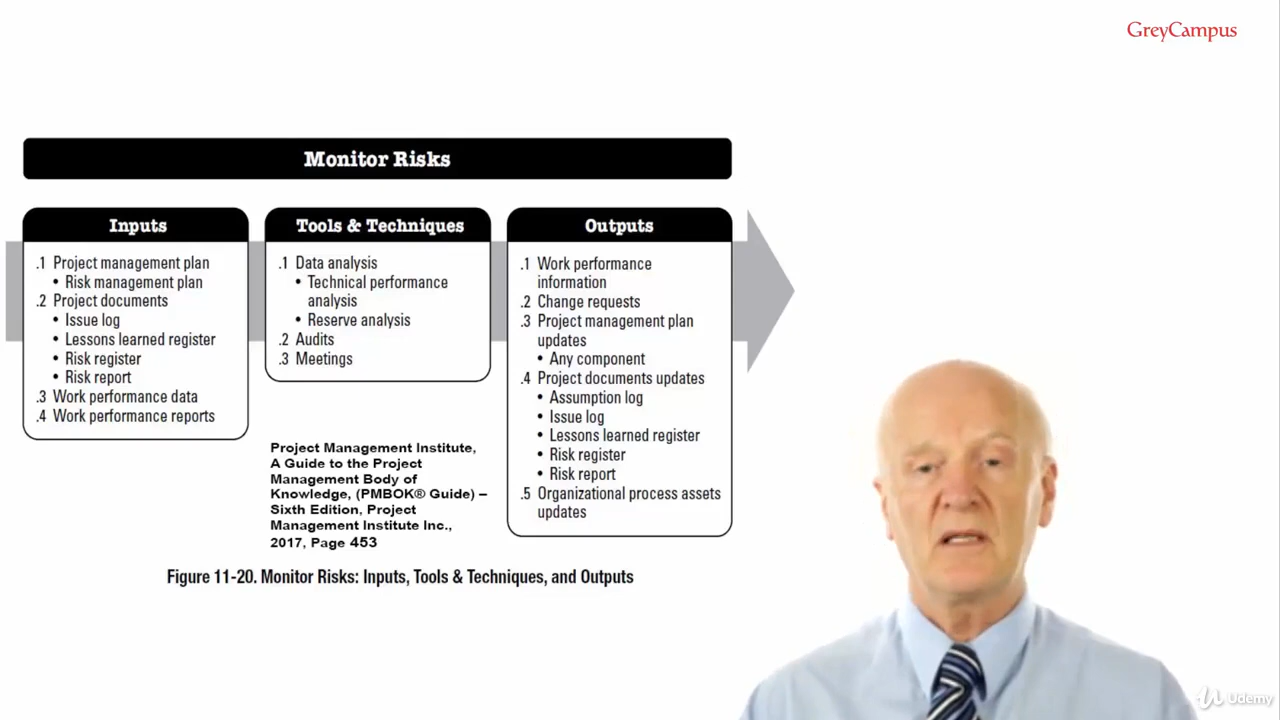 GreyCampus
Monitor Risks
Inputs
.1 Project management plan
• Risk management plan
.2 Project documents
• Issue log
• Lessons learned register
• Risk register
• Risk report
.3 Work performance data
.4 Work performance reports
Tools & Techniques
.1 Data analysis
• Technical performance
analysis
• Reserve analysis
.2 Audits
.3 Meetings
Outputs
.1 Work performance
information
.2 Change requests
.3 Project management plan
updates
• Any component
.4 Project documents updates
• Assumption log
• Issue log
• Lessons learned register
• Risk register
• Risk report
.5 Organizational process assets
updates
Project Management Institute,
A Guide to the Project
Management Body of
Knowledge, (PMBOK® Guide) –
Sixth Edition, Project
Management Institute Inc.,
2017, Page 453
Figure 11-20. Monitor Risks: Inputs, Tools & Techniques, and Outputs
Udemy